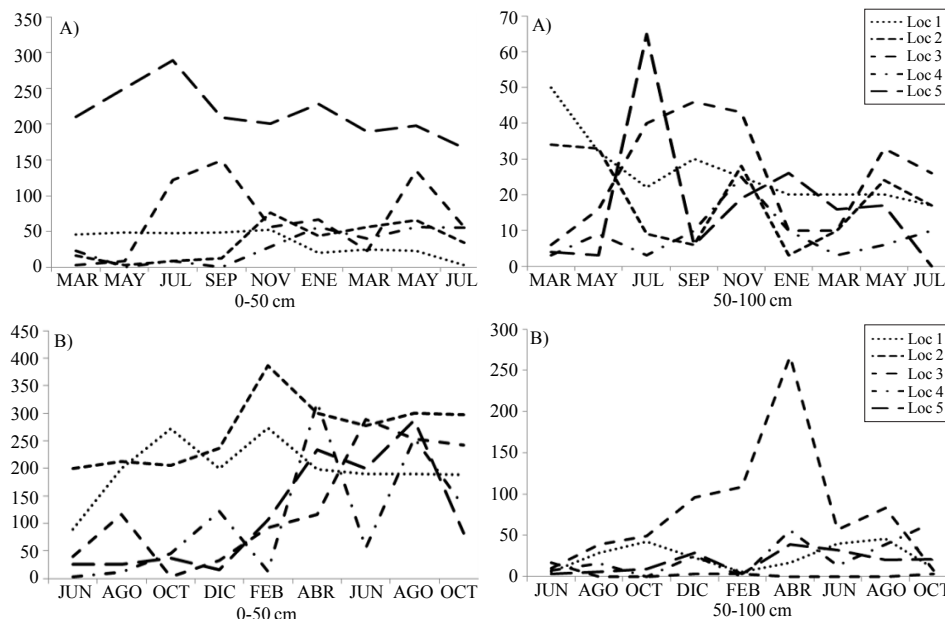 A)
350
300
250
200
150
100
50
0
MAR MAY JUL SEP NOV ENE MAR MAY JUL
0-50 cm
A)
70
60
50
40
30
20
10
0
MAR MAY JUL SEP NOV ENE MAR MAY JUL
50-100 cm
Loc 1
Loc 2
Loc 3
Loc 4
Loc 5
B)
450
400
350
300
250
200
150
100
50
0
JUN AGO OCT DIC FEB ABR JUN AGO OCT
0-50 cm
B)
300
250
200
150
100
50
0
JUN AGO OCT DIC FEB ABR JUN AGO OCT
50-100 cm
Loc 1
Loc 2
Loc 3
Loc 4
Loc 5